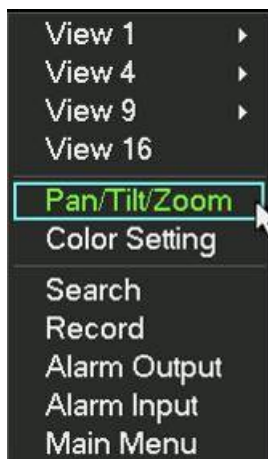 View 1
View 4
View 9
View 16
Pan/Tilt/Zoom
Color Setting
Search
Record
Alarm Output
Alarm Input
Main Menu